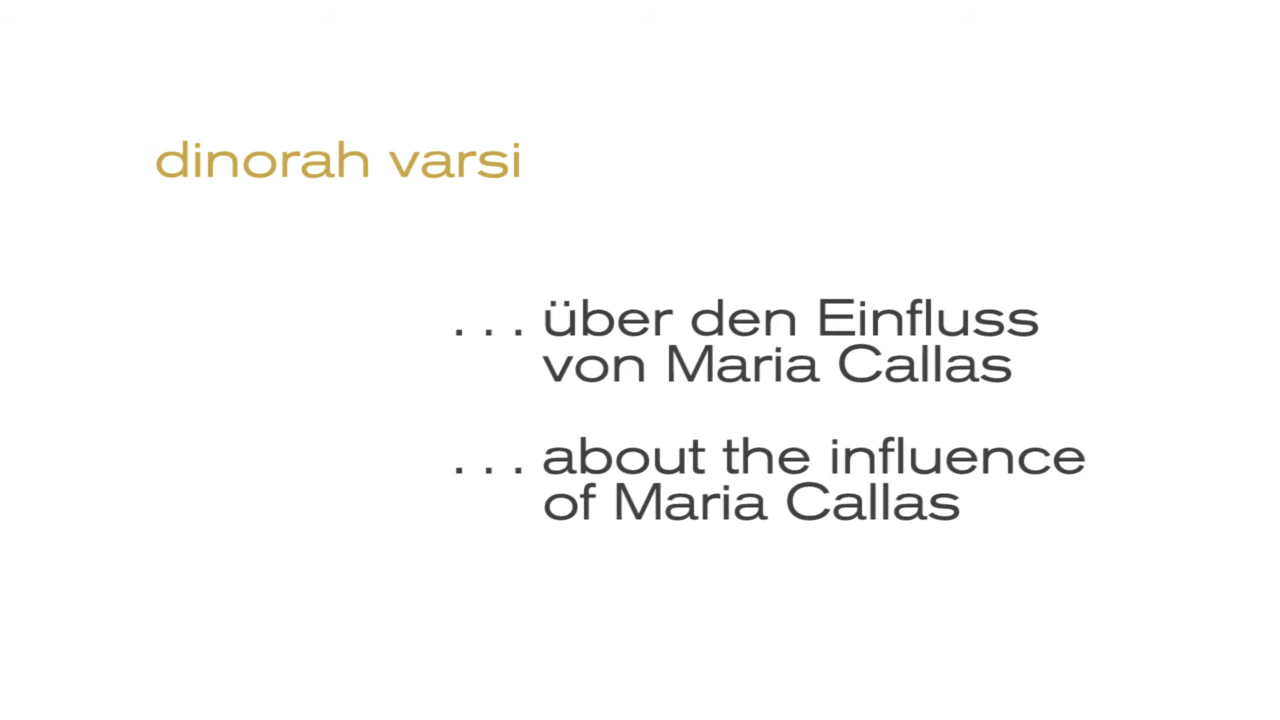 dinorah varsi
. . . über den Einfluss
von Maria Callas
. . . about the influence
of Maria Callas